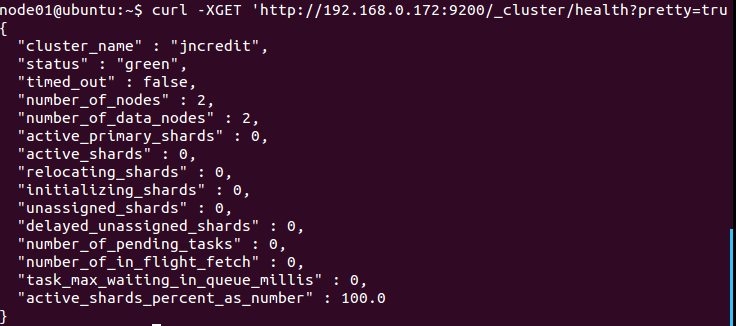 node01@ubuntu:~$ curl -XGET 'http://192.168.0.172:9200/_cluster/health?pretty=tru
{
  "cluster_name" : "jncredit",
  "status" : "green",
  "timed_out" : false,
  "number_of_nodes" : 2,
  "number_of_data_nodes" : 2,
  "active_primary_shards" : 0,
  "active_shards" : 0,
  "relocating_shards" : 0,
  "initializing_shards" : 0,
  "unassigned_shards" : 0,
  "delayed_unassigned_shards" : 0,
  "number_of_pending_tasks" : 0,
  "number_of_in_flight_fetch" : 0,
  "task_max_waiting_in_queue_millis" : 0,
  "active_shards_percent_as_number" : 100.0
}